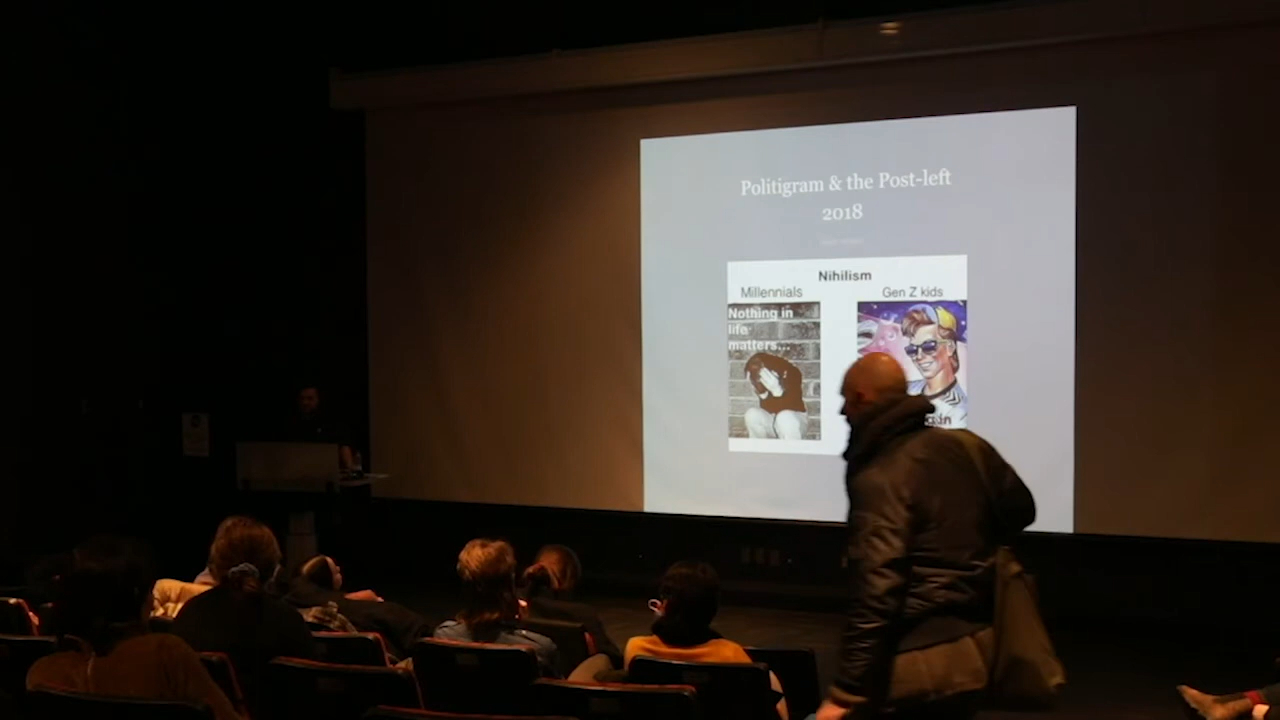 Politigram & the Post-left
2018
Nihilism
Millennials
Gen Z kids
Nothing in
life
matters...